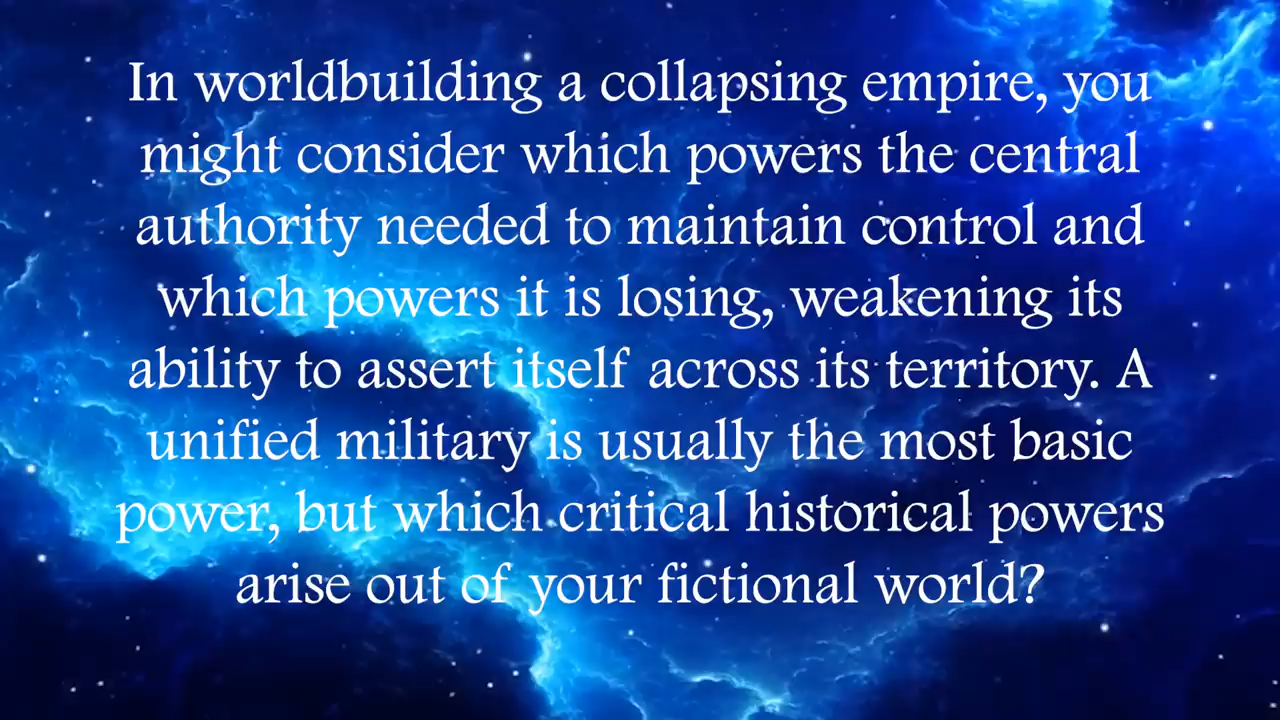 In worldbuilding a collapsing empire, you
might consider which powers the central
authority needed to maintain control and
which powers it is losing, weakening its
ability to assert itself across its territory. A
unified military is usually the most basic
power, but which critical historical powers
arise out of your fictional world?